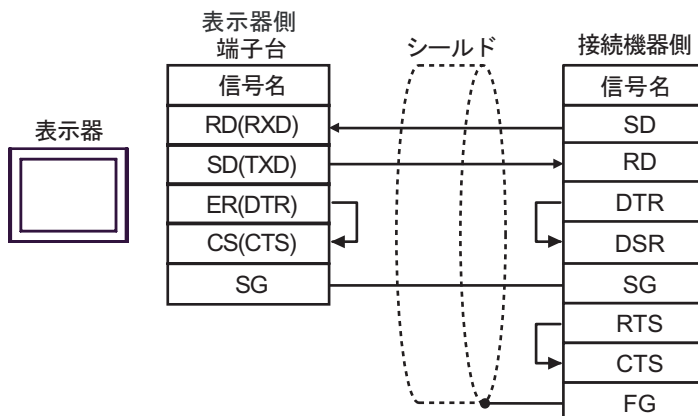 表示器側
端子台
シールド
接続機器側
表示器
信号名
RD(RXD)
SD(TXD)
ER(DTR)
CS(CTS)
SG
信号名
SD
RD
DTR
DSR
SG
RTS
CTS
FG